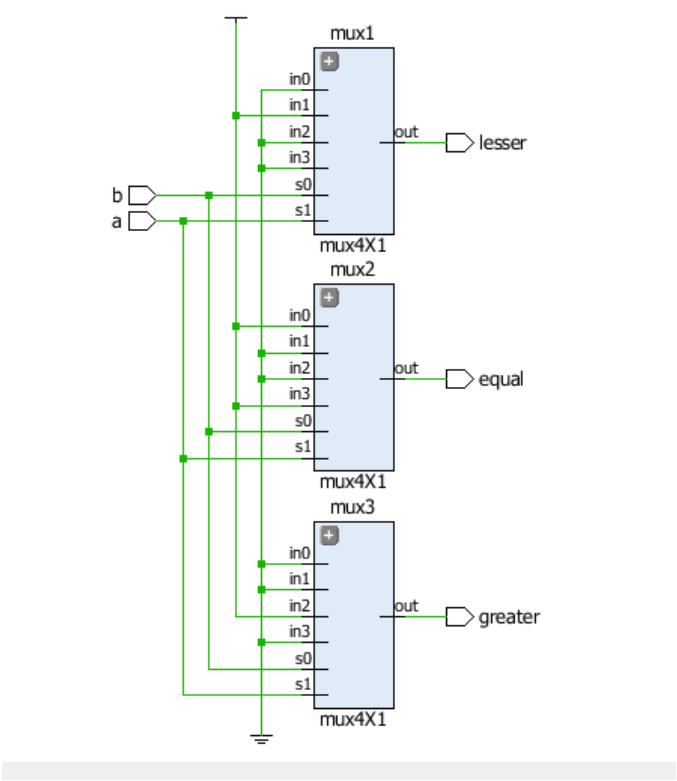 mux1
in0
in1
in2
in3
s0
s1
out
lesser
b
a
mux4X1
mux2
in0
in1
in2
in3
s0
s1
out
equal
mux4X1
mux3
in0
in1
in2
in3
s0
s1
out
greater
mux4X1